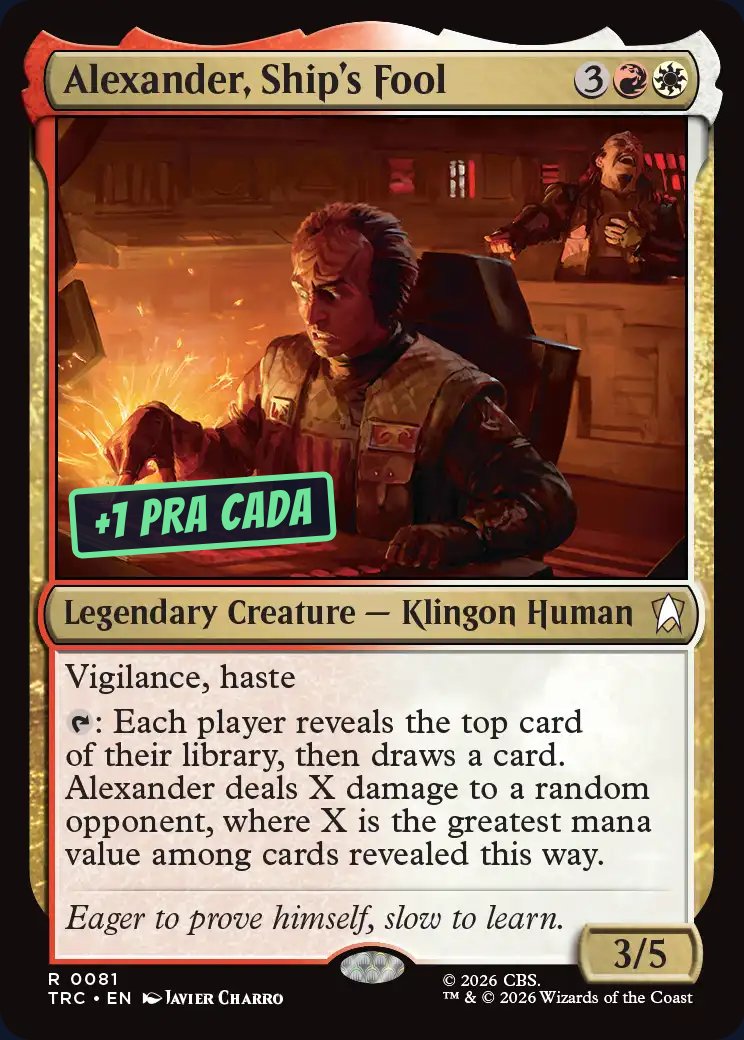 Alexander, Ship's Fool 3
+1 PRA CADA
Legendary Creature — Klingon Human
Vigilance, haste
: Each player reveals the top card
of their library, then draws a card.
Alexander deals X damage to a random
opponent, where X is the greatest mana
value among cards revealed this way.
Eager to prove himself, slow to learn.
3/5
R 0081
TRC • EN Javier Charro
© 2026 CBS.
™ & © 2026 Wizards of the Coast